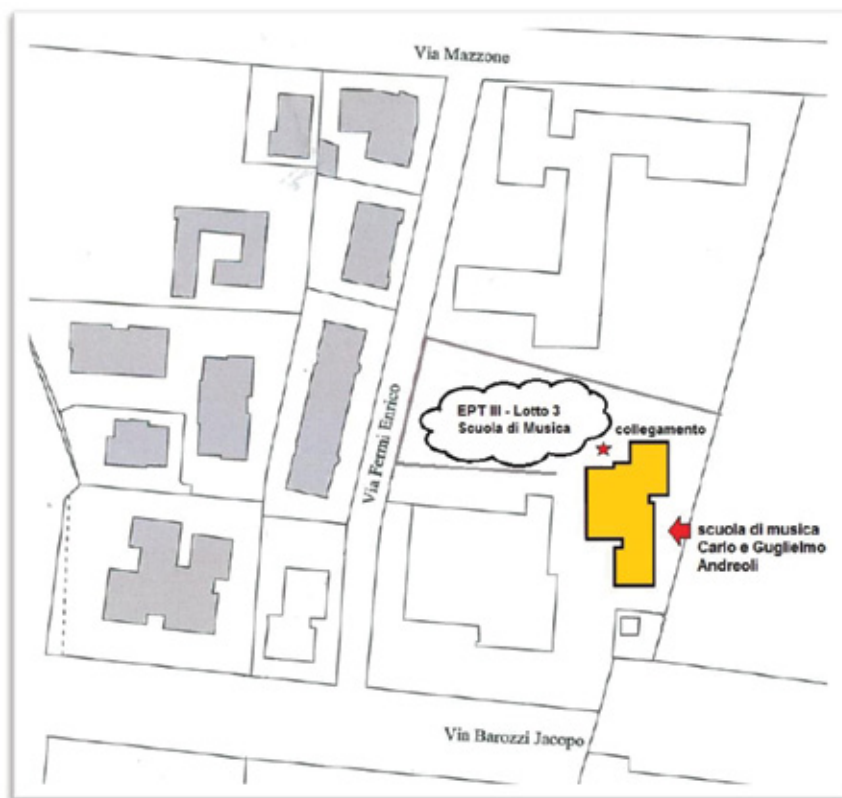 Via Mazzone
Via Fermi Enrico
EPT III - Lotto 3
Scuola di Musica
collegamento
scuola di musica
Carlo e Guglielmo
Andreoli
Via Barozzi Jacopo